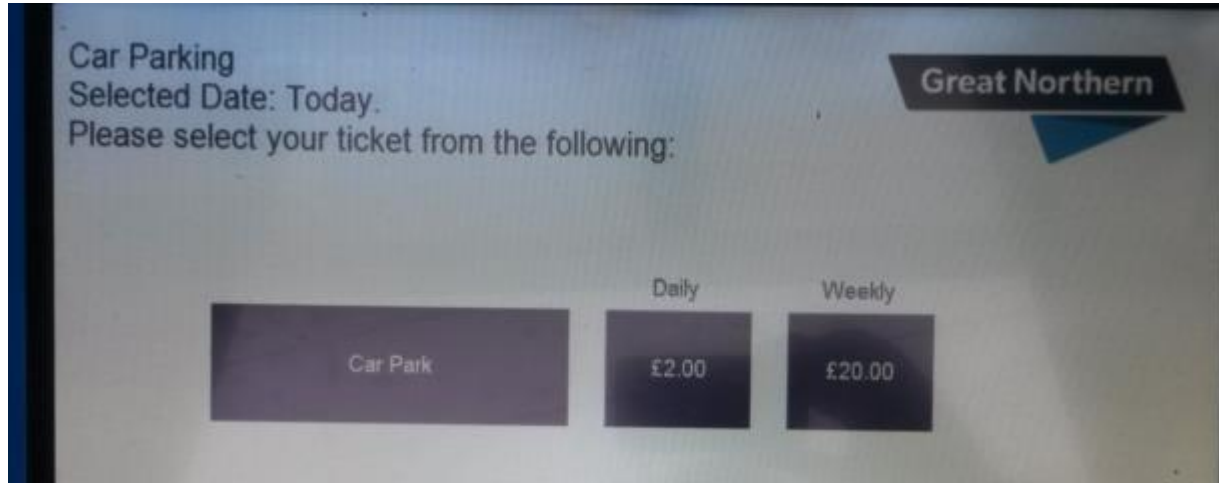 Car Parking
Selected Date: Today.
Great Northern
Please select your ticket from the following:
Daily Weekly
Car Park £2.00 £20.00